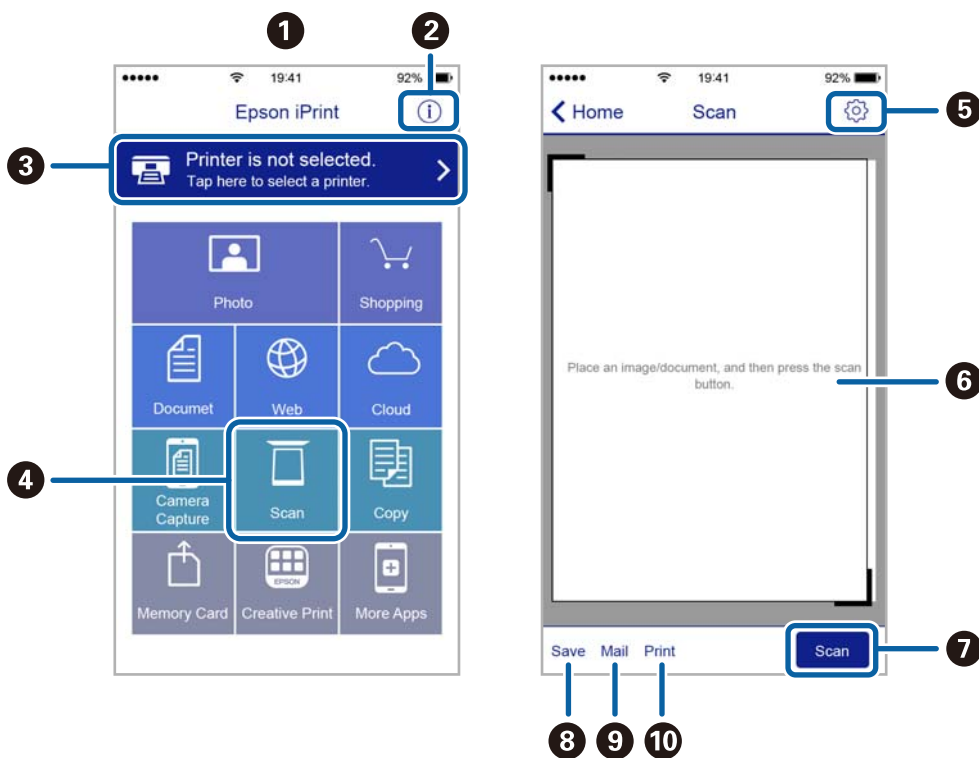 1
2
19:41
92%
Epson iPrint
i
3
Printer is not selected.
Tap here to select a printer.
Photo
Shopping
Documet
Web
Cloud
4
Camera
Capture
Scan
Copy
EPSON
Memory Card
Creative Print
More Apps
19:41
92%
Home
Scan
5
Place an image/document, and then press the scan
button.
6
Save
Mail
Print
Scan
7
8
9
10